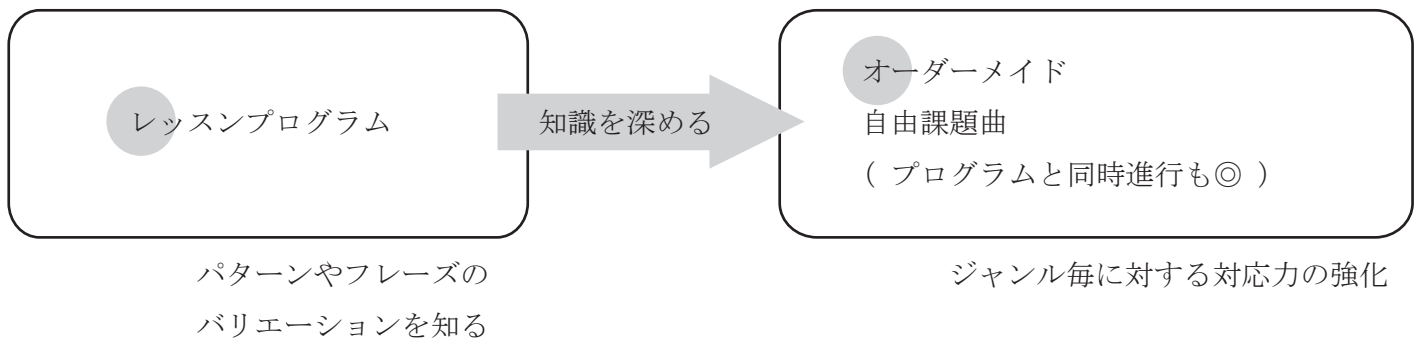 レッスンプログラム
知識を深める
オーダーメイド
自由課題曲
( プログラムと同時進行も◎ )
パターンやフレーズの
バリエーションを知る
ジャンル毎に対する対応力の強化